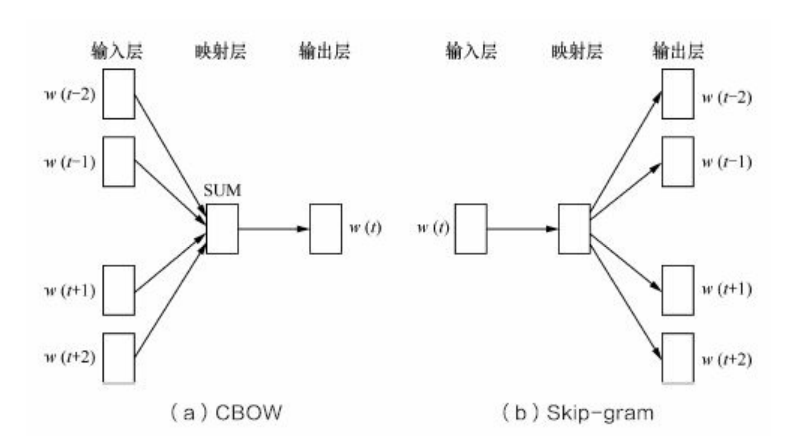 输入层 映射层 输出层
w (t−2)
w (t−1)
SUM
w (t)
w (t+1)
w (t+2)
(a) CBOW
输入层 映射层 输出层
w (t−2)
w (t−1)
w (t)
w (t+1)
w (t+2)
(b) Skip-gram